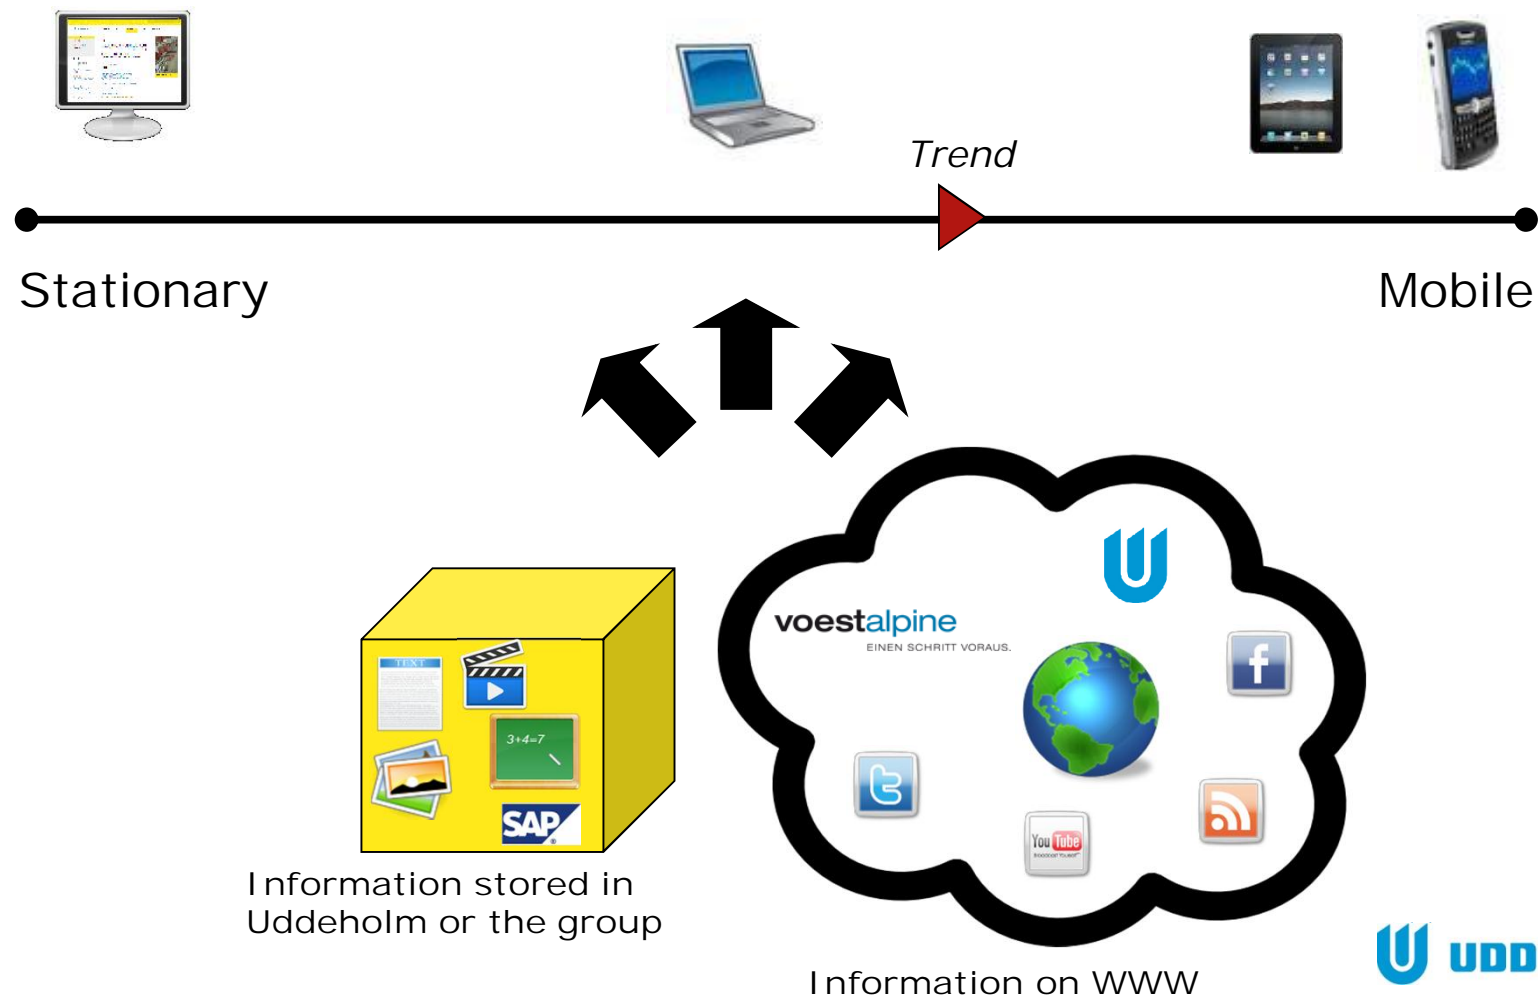 Trend
Stationary
Mobile
voestalpine
EINEN SCHRITT VORAUS.
TEXT
3+4=7
SAP
®
f
t
You Tube
Information stored in
Uddeholm or the group
Information on WWW
UDD